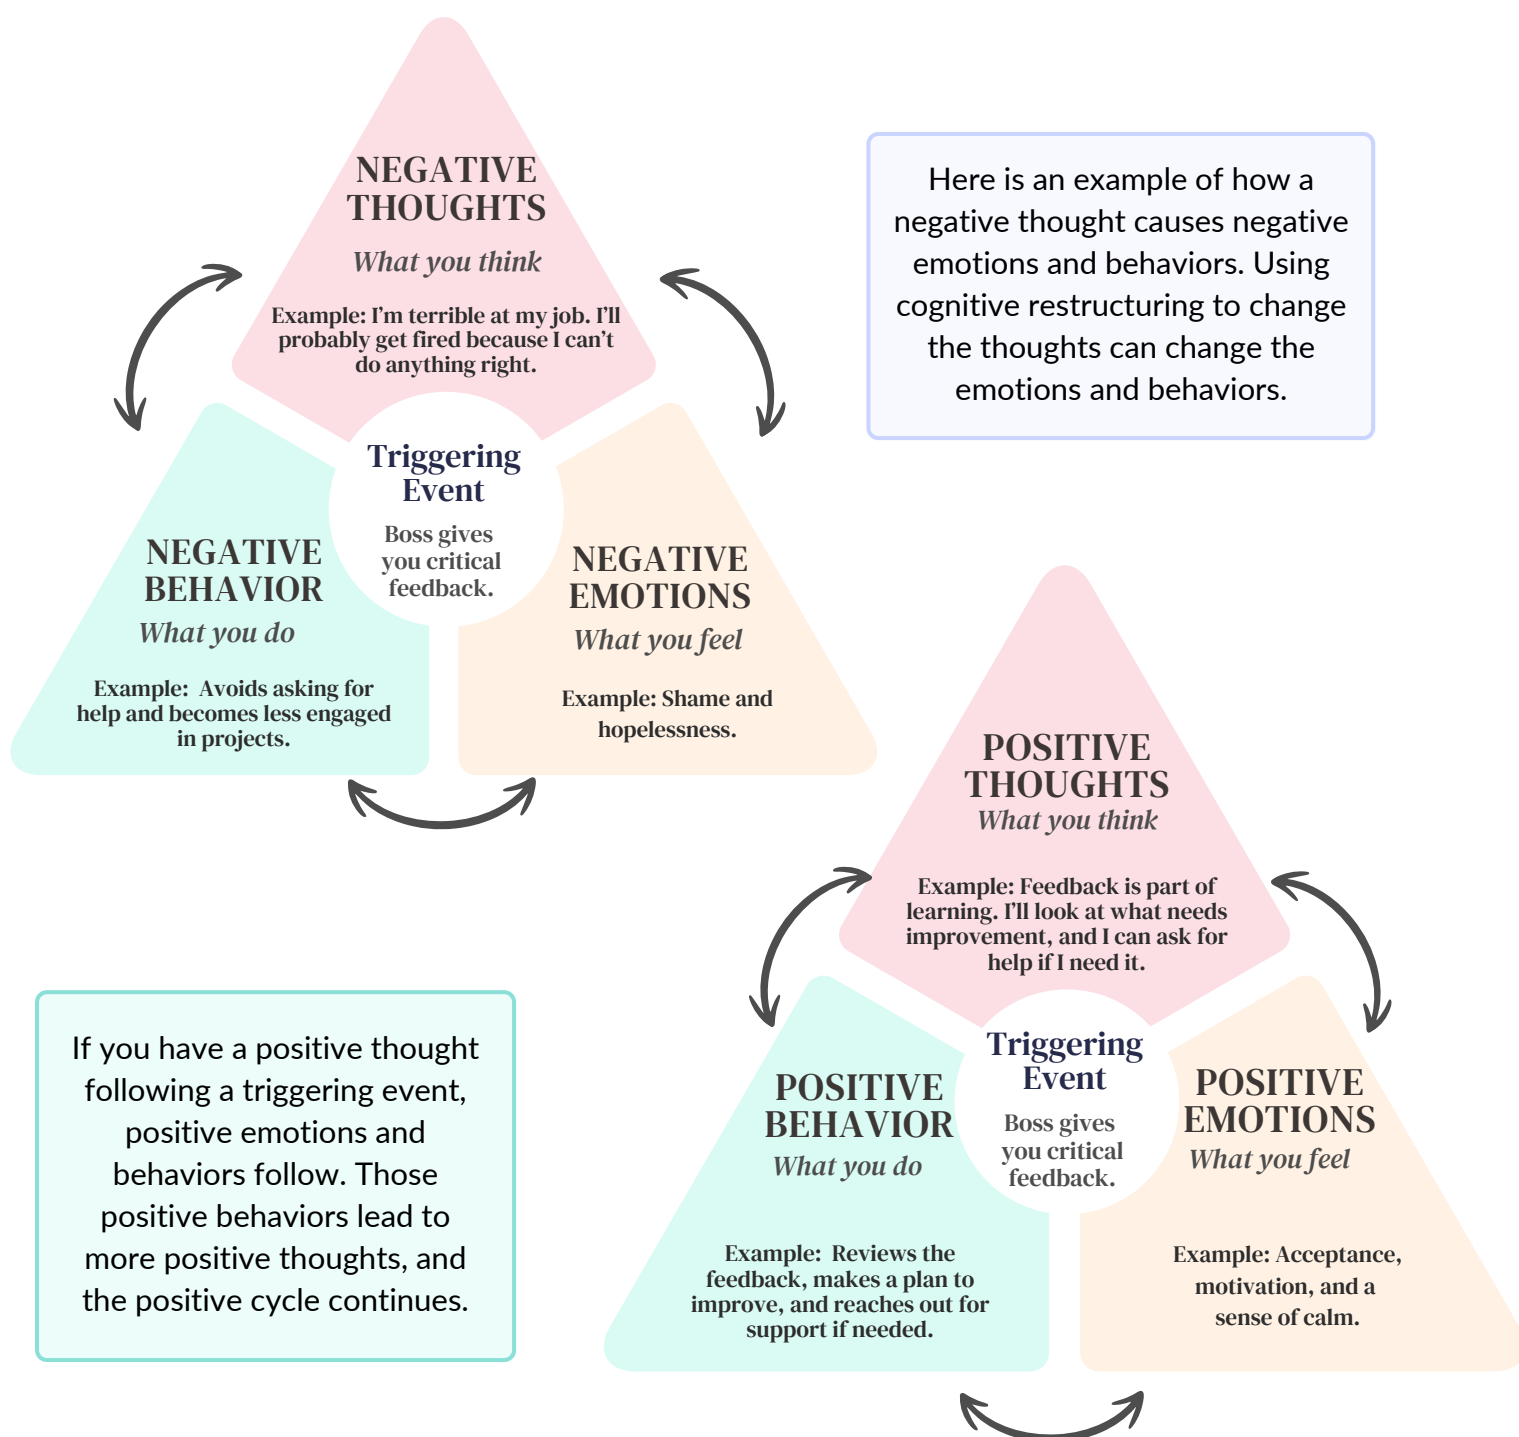 NEGATIVE
THOUGHTS
What you think
Example: I'm terrible at my job. I'll
probably get fired because I can't
do anything right.
Here is an example of how a
negative thought causes negative
emotions and behaviors. Using
cognitive restructuring to change
the thoughts can change the
emotions and behaviors.
Triggering
Event
Boss gives
you critical
feedback.
NEGATIVE
BEHAVIOR
What you do
Example:  Avoids asking for
help and becomes less engaged
in projects.
NEGATIVE
EMOTIONS
What you feel
Example: Shame and
hopelessness.
POSITIVE
THOUGHTS
What you think
Example: Feedback is part of
learning. I'll look at what needs
improvement, and I can ask for
help if I need it.
If you have a positive thought
following a triggering event,
positive emotions and
behaviors follow. Those
positive behaviors lead to
more positive thoughts, and
the positive cycle continues.
Triggering
Event
Boss gives
you critical
feedback.
POSITIVE
BEHAVIOR
What you do
Example:  Reviews the
feedback, makes a plan to
improve, and reaches out for
support if needed.
POSITIVE
EMOTIONS
What you feel
Example: Acceptance,
motivation, and a
sense of calm.